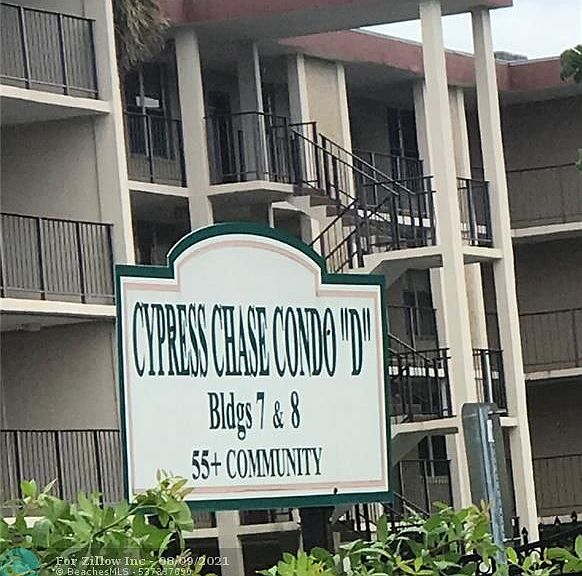 CYPRESS CHASE CONDO "D"
Bldgs 7 & 8
55+ COMMUNITY
For Zillow Inc - 08/09/2021
©BeachesMLS